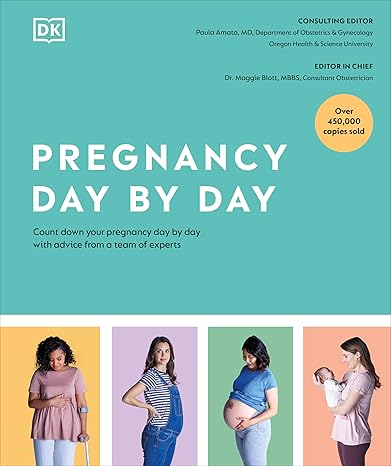 DK
CONSULTING EDITOR
Paula Amato, MD, Department of Obstetrics & Gynecology
Oregon Health & Science University
EDITOR IN CHIEF
Dr. Maggie Blott, MBBS, Consultant Obstetrician
Over
450,000
copies sold
PREGNANCY
DAY BY DAY
Count down your pregnancy day by day
with advice from a team of experts